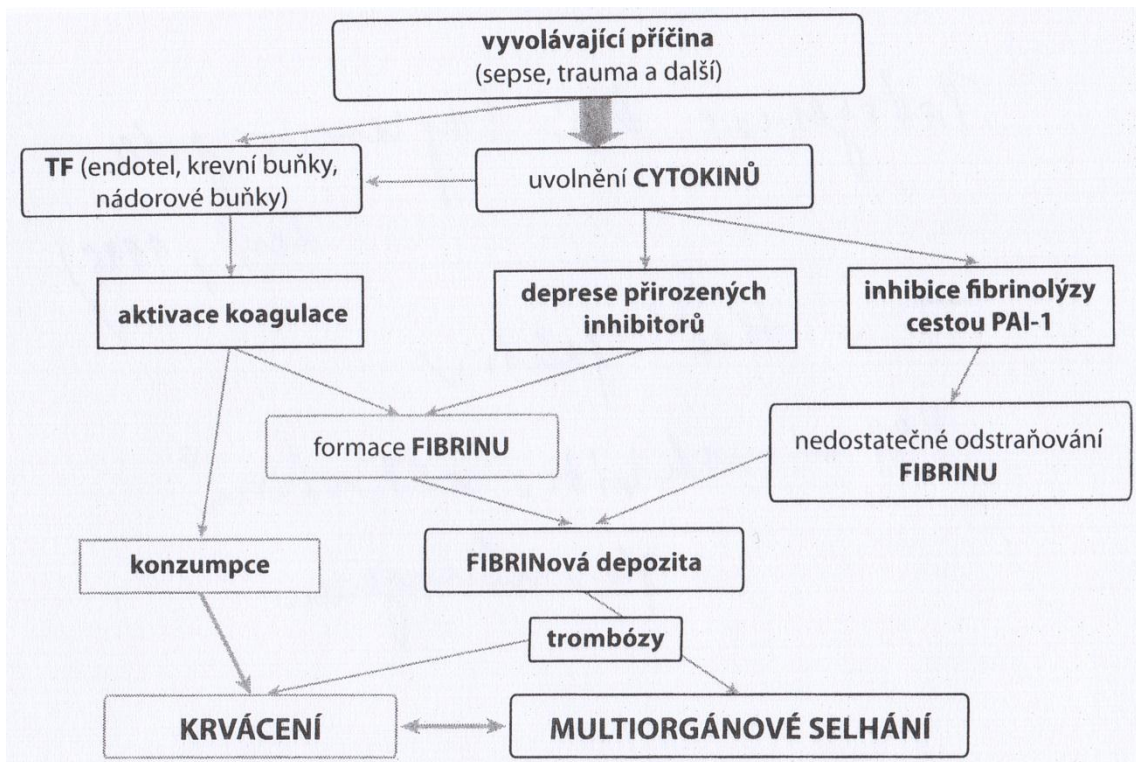 vyvolávající příčina
(sepse, trauma a další)
TF (endotel, krevní buňky,
nádorové buňky)
uvolnění CYTOKINŮ
aktivace koagulace
deprese přirozených
inhibitorů
inhibice fibrinolýzy
cestou PAI-1
formace FIBRINU
nedostatečné odstraňování
FIBRINU
konzumpce
FIBRINová depozita
trombózy
KRVÁCENÍ
MULTIORGÁNOVÉ SELHÁNÍ